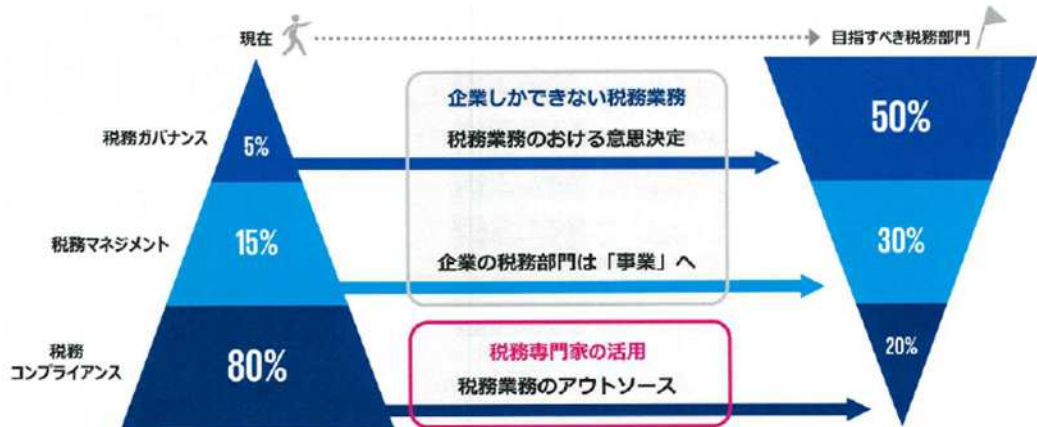 現在
目指すべき税務部門
税務ガバナンス
5%
企業しかできない税務業務
税務業務のおける意思決定
50%
税務マネジメント
15%
企業の税務部門は「事業」へ
30%
税務
コンプライアンス
80%
税務専門家の活用
税務業務のアウトソース
20%